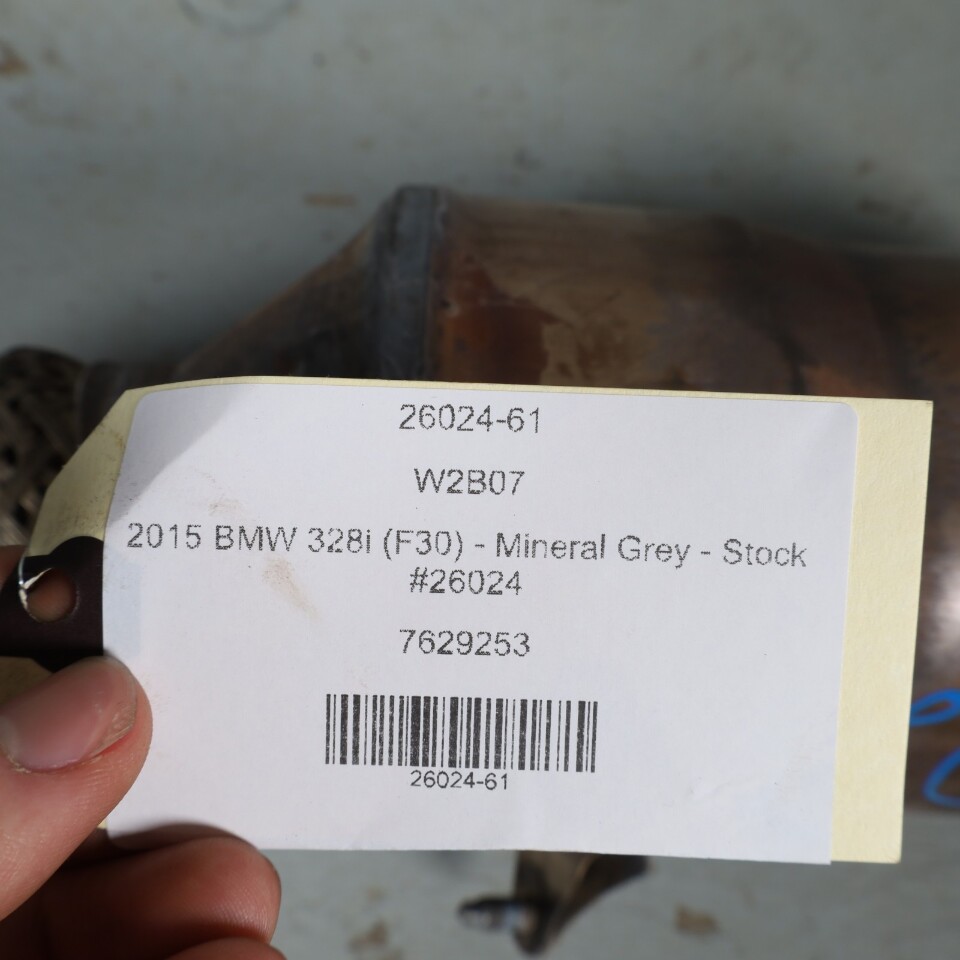 26024-61
W2B07
2015 BMW 328i (F30) - Mineral Grey - Stock
#26024
7629253
26024-61